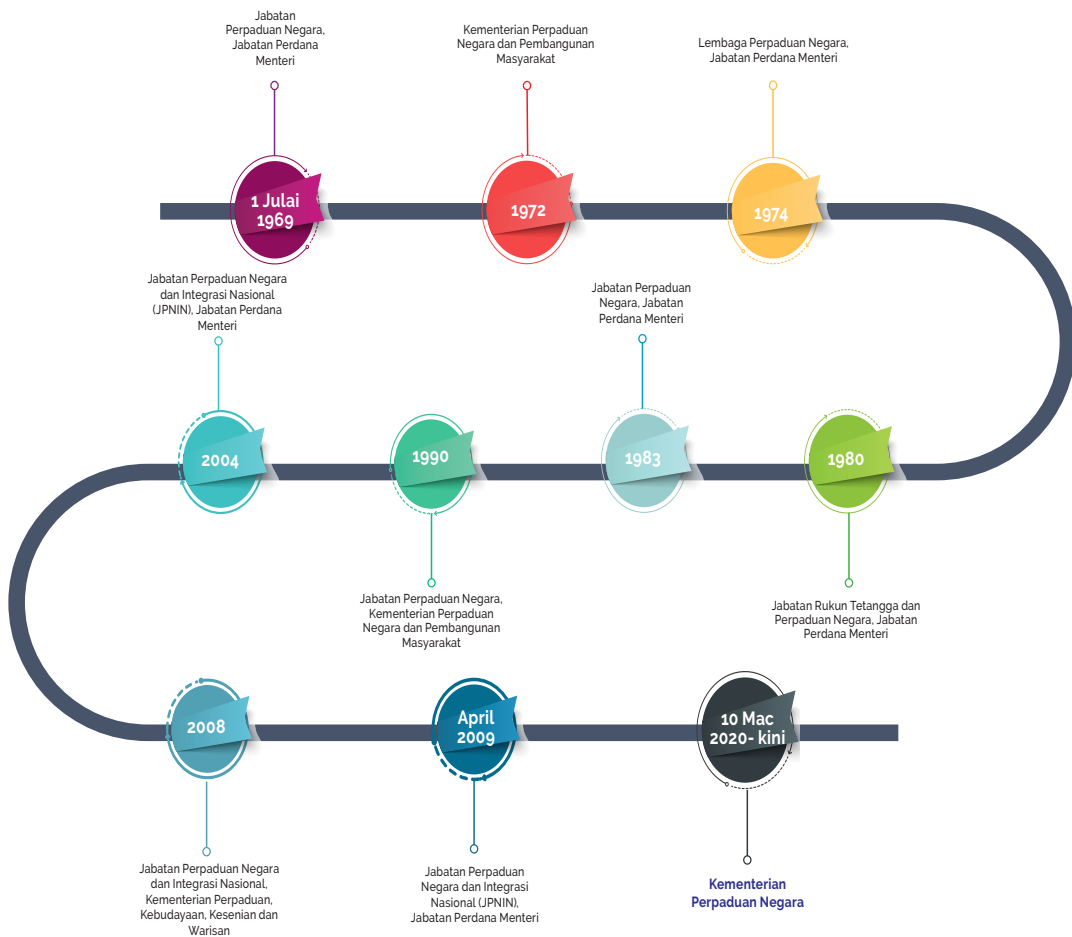 Jabatan
Perpaduan Negara,
Jabatan Perdana
Menteri
Kementerian Perpaduan
Negara dan Pembangunan
Masyarakat
Lembaga Perpaduan Negara,
Jabatan Perdana Menteri
1 Julai
1969
1972
1974
Jabatan Perpaduan Negara
dan Integrasi Nasional
(JPNIN), Jabatan Perdana
Menteri
Jabatan Perpaduan
Negara, Jabatan
Perdana Menteri
2004
1990
1983
1980
Jabatan Perpaduan Negara,
Kementerian Perpaduan
Negara dan Pembangunan
Masyarakat
Jabatan Rukun Tetangga dan
Perpaduan Negara, Jabatan
Perdana Menteri
2008
April
2009
10 Mac
2020- kini
Jabatan Perpaduan Negara
dan Integrasi Nasional,
Kementerian Perpaduan,
Kebudayaan, Kesenian dan
Warisan
Jabatan Perpaduan
Negara dan Integrasi
Nasional (JPNIN),
Jabatan Perdana Menteri
Kementerian
Perpaduan Negara